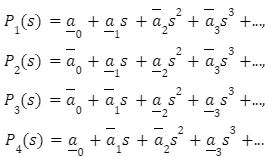 P₁(s) = a̲₀ + a̲₁s + a̅₂s² + a̅₃s³ +...,
P₂(s) = a̅₀ + a̲₁s + a̲₂s² + a̅₃s³ +...,
P₃(s) = a̅₀ + a̅₁s + a̲₂s² + a̲₃s³ +...,
P₄(s) = a̲₀ + a̅₁s + a̅₂s² + a̲₃s³ +...